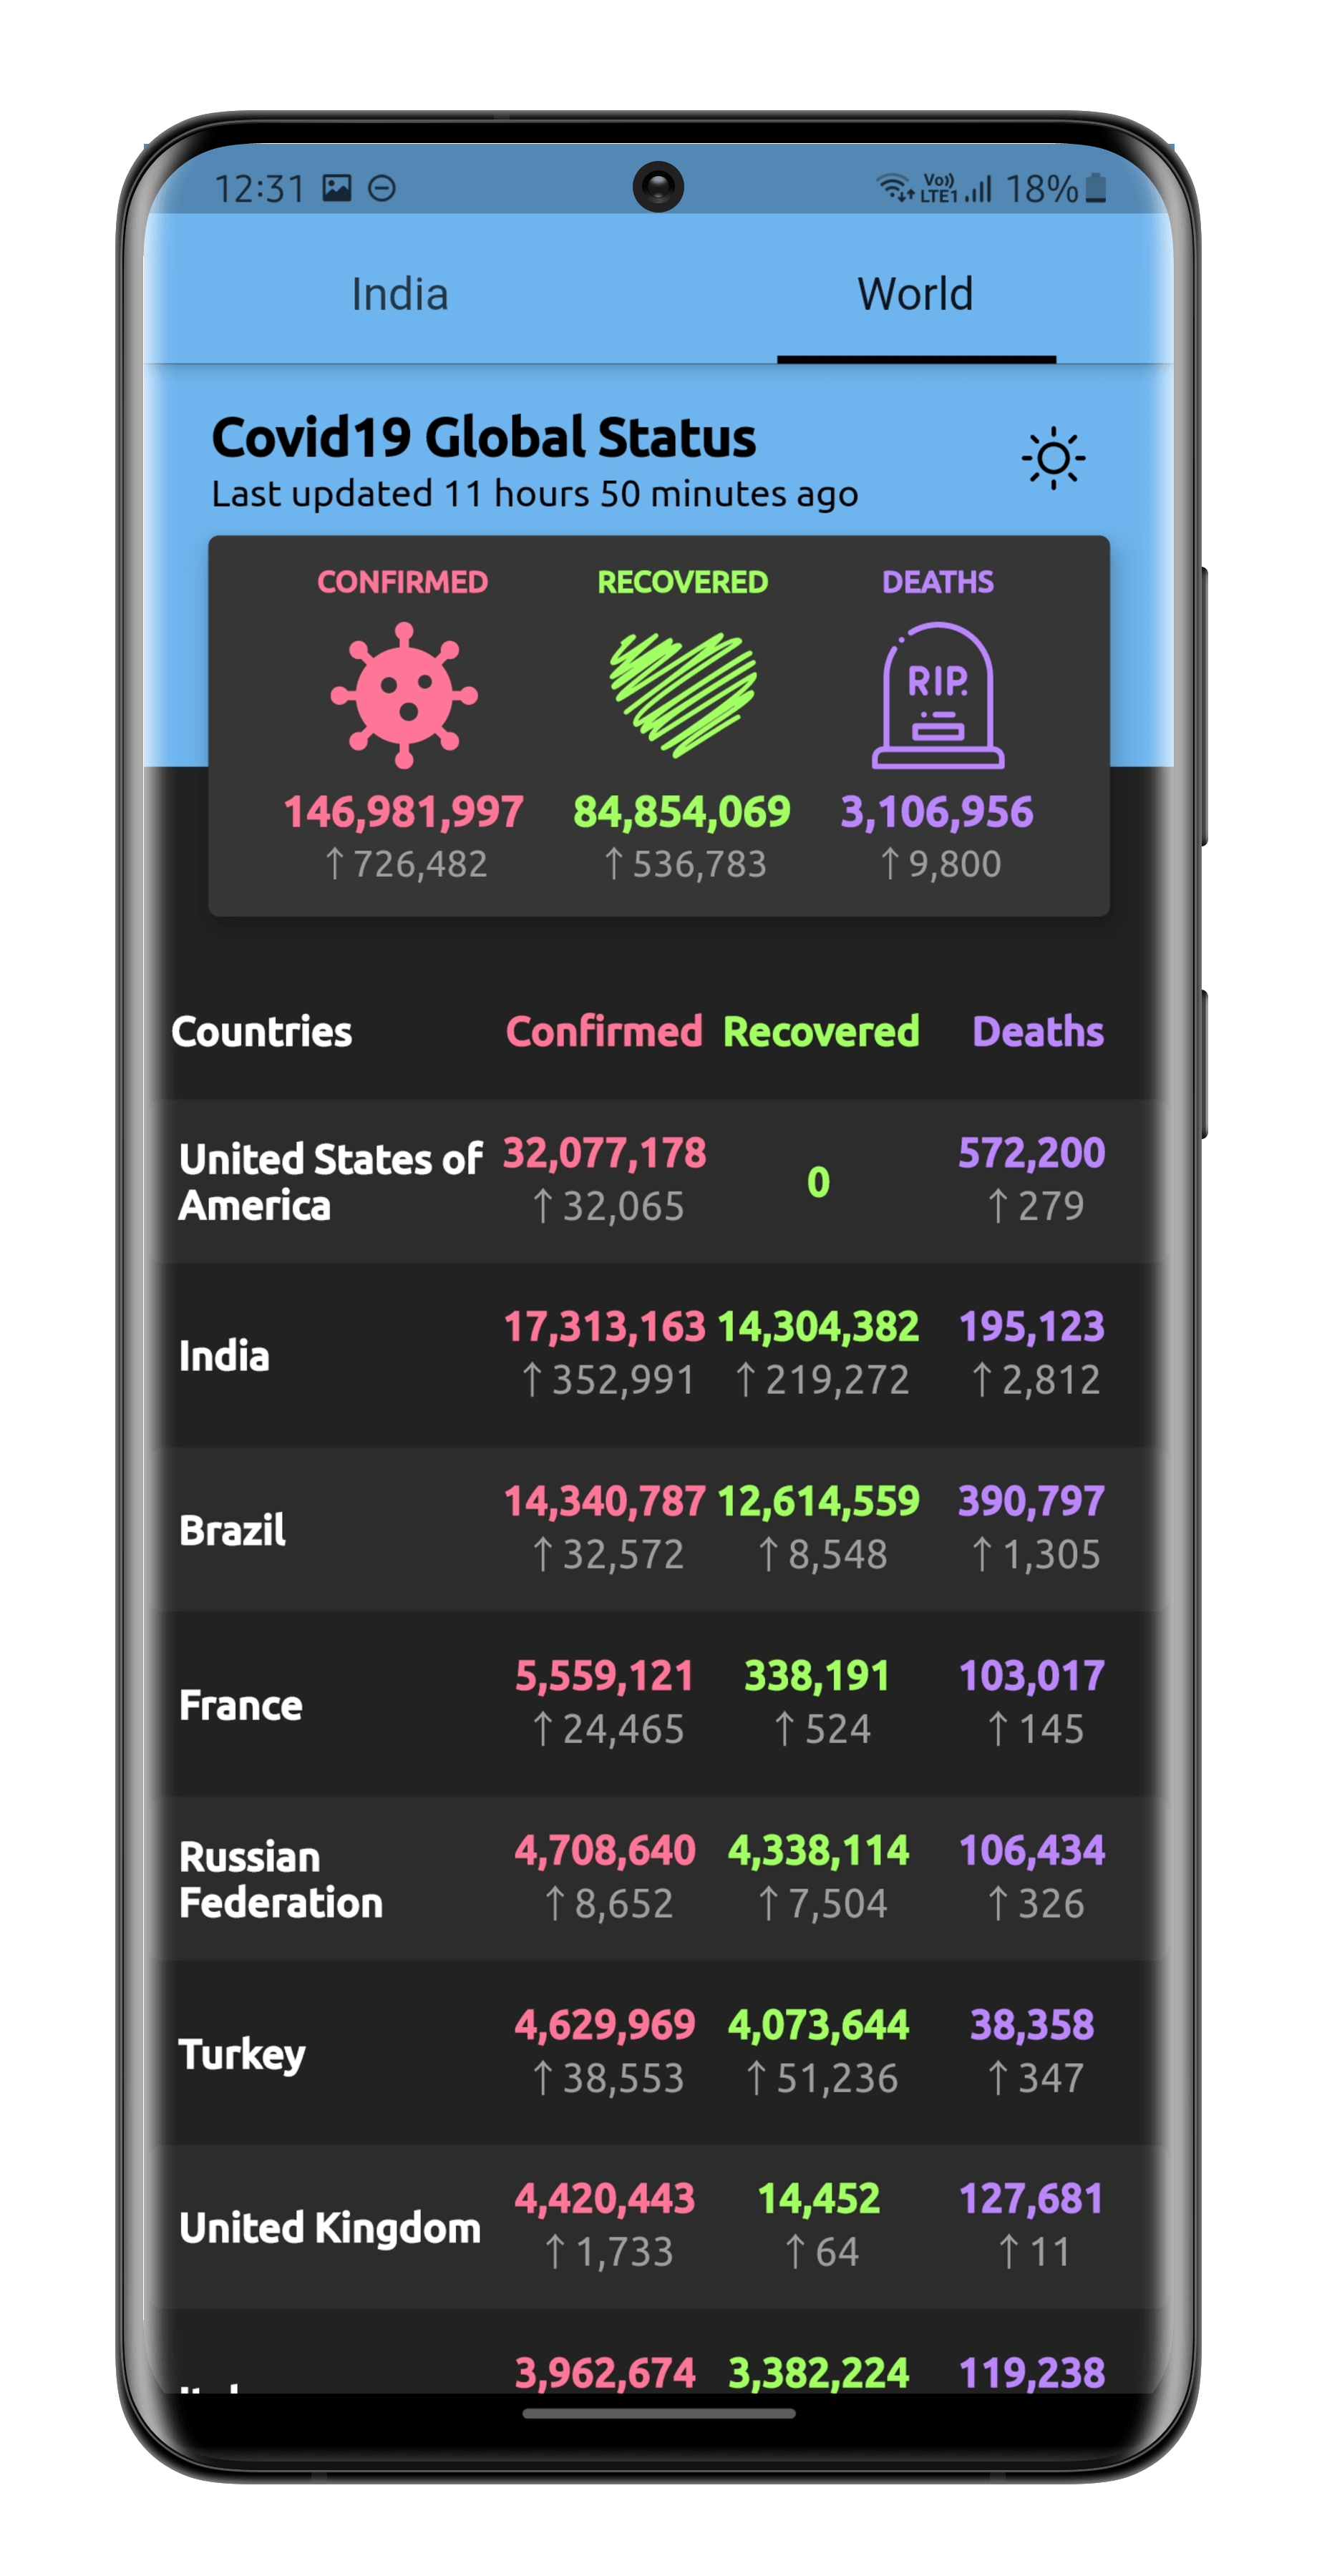 12:31 Vo)) LTE1 18%
India World
Covid19 Global Status
Last updated 11 hours 50 minutes ago
CONFIRMED RECOVERED DEATHS
RIP.
146,981,997 84,854,069 3,106,956
↑726,482 ↑536,783 ↑9,800
Countries Confirmed Recovered Deaths
United States of America 32,077,178 0 572,200
↑32,065 ↑279
India 17,313,163 14,304,382 195,123
↑352,991 ↑219,272 ↑2,812
Brazil 14,340,787 12,614,559 390,797
↑32,572 ↑8,548 ↑1,305
France 5,559,121 338,191 103,017
↑24,465 ↑524 ↑145
Russian Federation 4,708,640 4,338,114 106,434
↑8,652 ↑7,504 ↑326
Turkey 4,629,969 4,073,644 38,358
↑38,553 ↑51,236 ↑347
United Kingdom 4,420,443 14,452 127,681
↑1,733 ↑64 ↑11
3,962,674 3,382,224 119,238